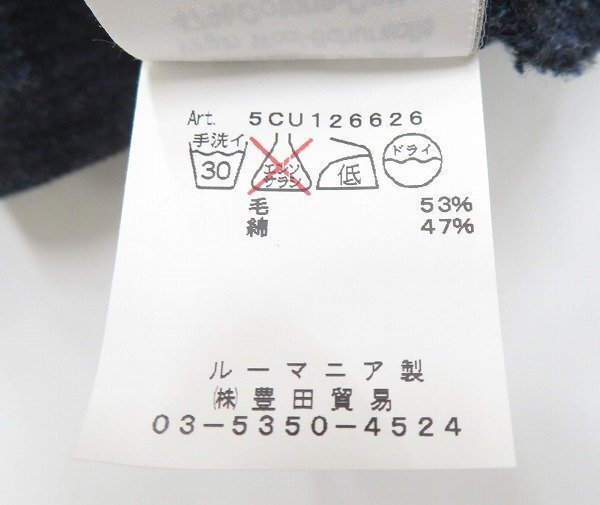 Art. 5CU126626
手洗イ
30
エンソ
サラシ
低
ドライ
毛 53%
綿 47%
ルーマニア製
㈱豊田貿易
03-5350-4524